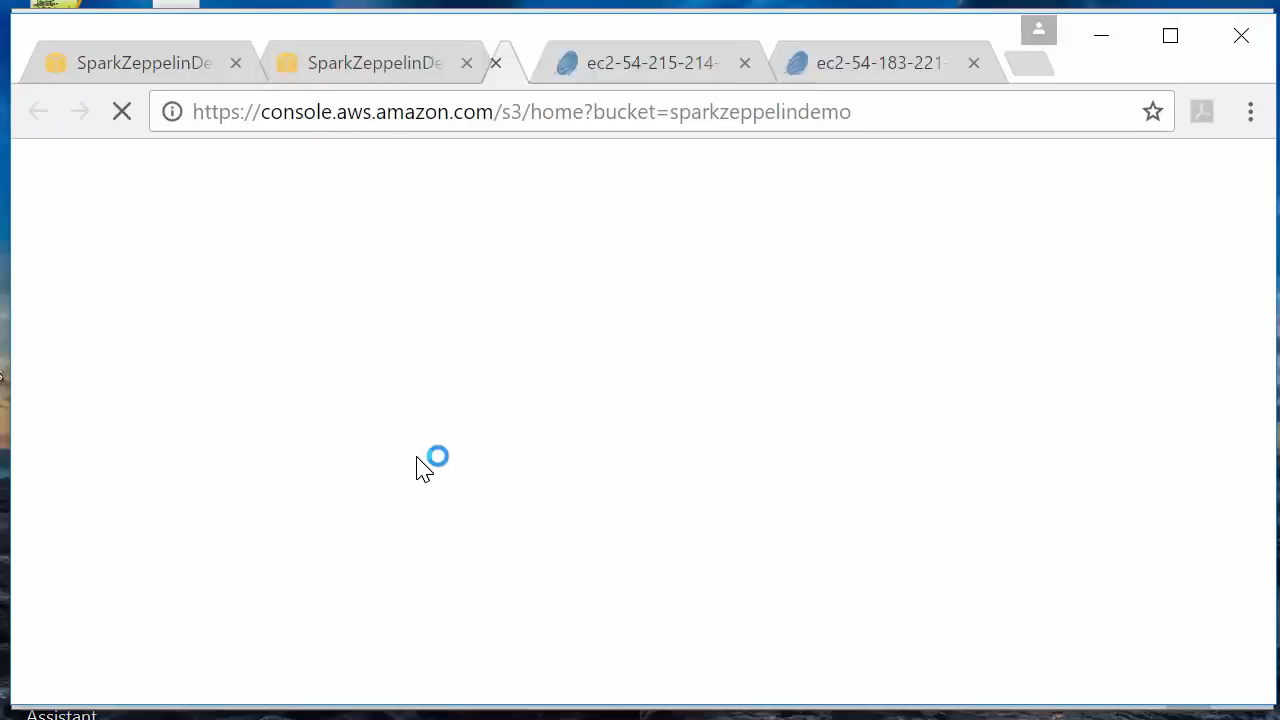 SparkZeppelinDe
SparkZeppelinDe
ec2-54-215-214-
ec2-54-183-221-
https://console.aws.amazon.com/s3/home?bucket=sparkzeppelindemo
s
Assistant